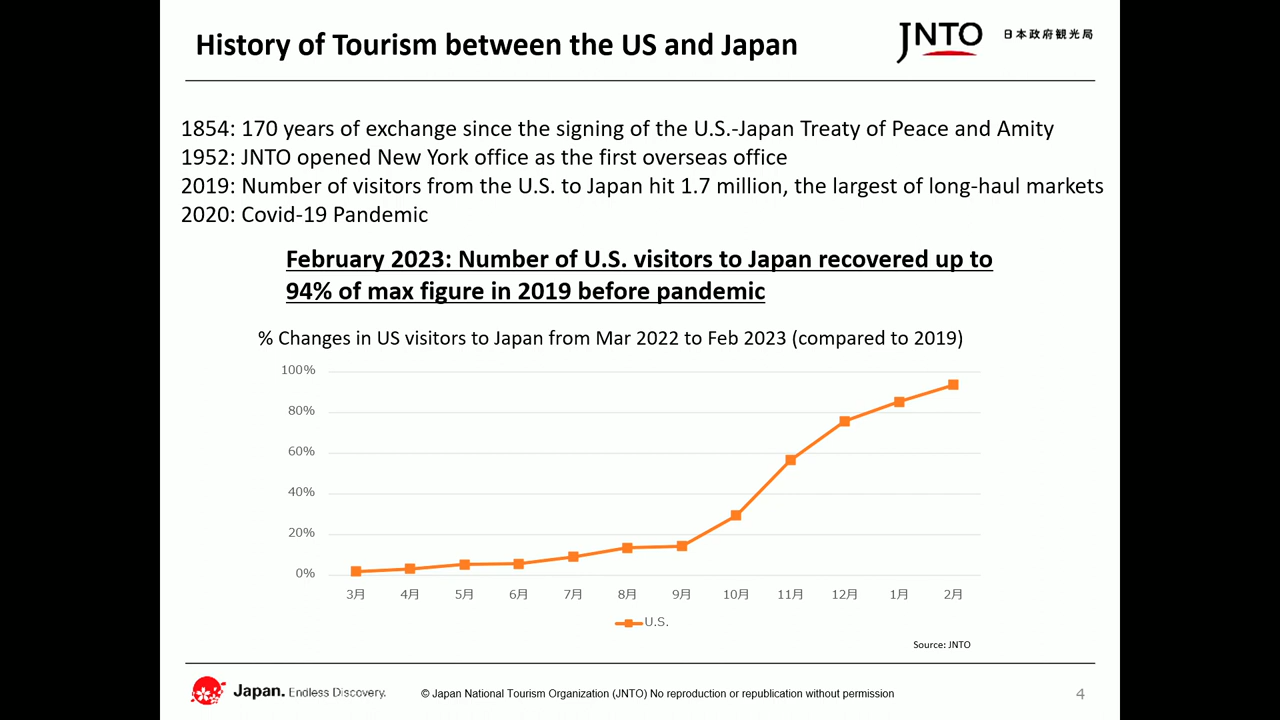 History of Tourism between the US and Japan
JNTO 日本政府観光局
1854: 170 years of exchange since the signing of the U.S.-Japan Treaty of Peace and Amity
1952: JNTO opened New York office as the first overseas office
2019: Number of visitors from the U.S. to Japan hit 1.7 million, the largest of long-haul markets
2020: Covid-19 Pandemic
February 2023: Number of U.S. visitors to Japan recovered up to
94% of max figure in 2019 before pandemic
% Changes in US visitors to Japan from Mar 2022 to Feb 2023 (compared to 2019)
100%
80%
60%
40%
20%
0%
3月 4月 5月 6月 7月 8月 9月 10月 11月 12月 1月 2月
U.S.
Source: JNTO
Japan. Endless Discovery.
© Japan National Tourism Organization (JNTO) No reproduction or republication without permission
4